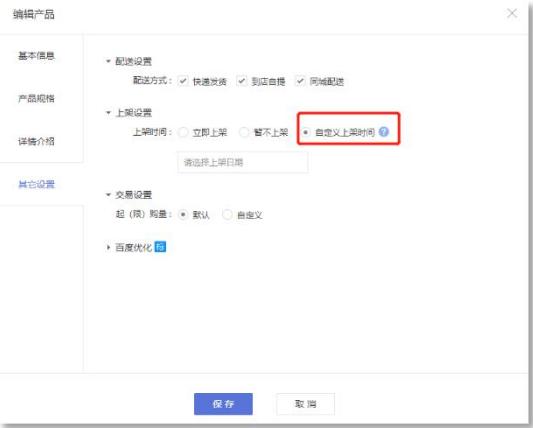 编辑产品
基本信息
产品规格
详情介绍
其它设置
配送设置
配送方式： 快递发货 到店自提 同城配送
上架设置
上架时间： 立即上架 暂不上架 自定义上架时间 ?
请选择上架日期
交易设置
起（限）购量： 默认 自定义
百度优化
保存 取消